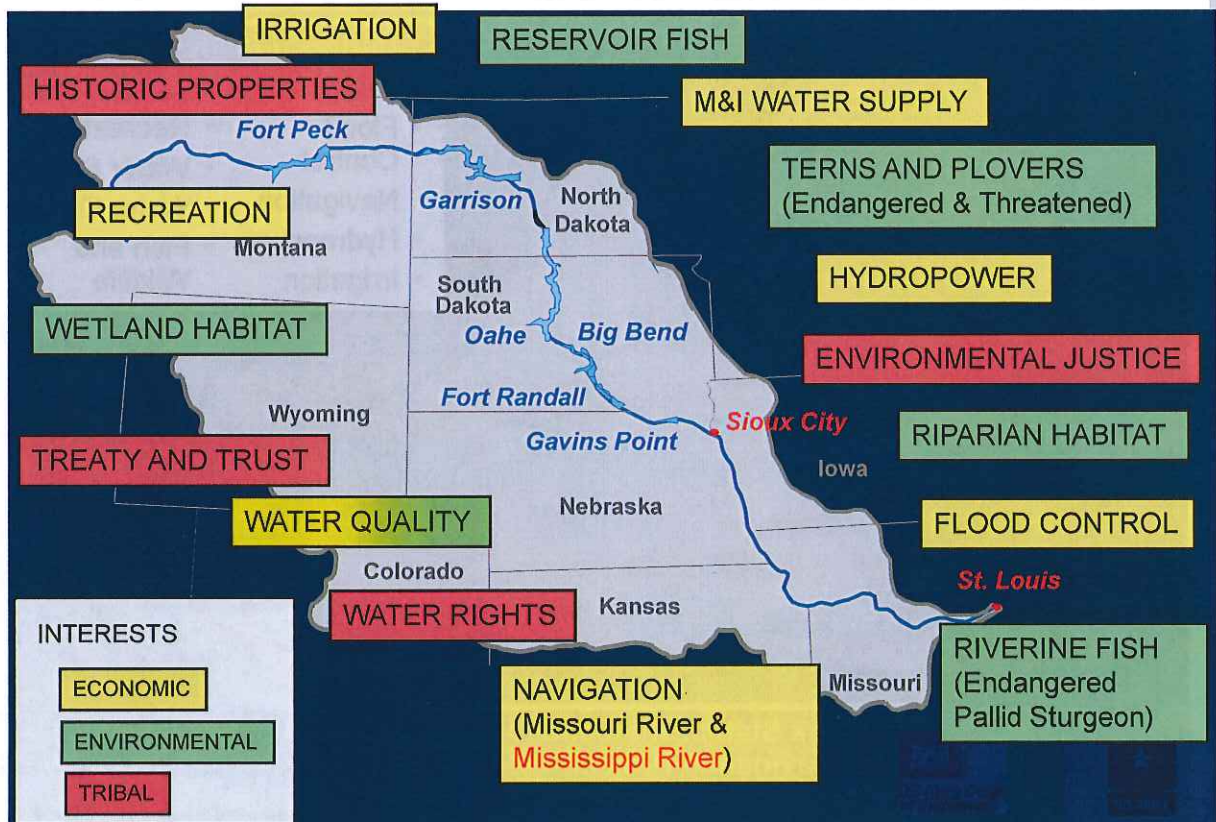 IRRIGATION
RESERVOIR FISH
HISTORIC PROPERTIES
M&I WATER SUPPLY
Fort Peck
TERNS AND PLOVERS
(Endangered & Threatened)
Garrison
North
Dakota
RECREATION
Montana
HYDROPOWER
South
Dakota
WETLAND HABITAT
Oahe
Big Bend
ENVIRONMENTAL JUSTICE
Wyoming
Fort Randall
Sioux City
Gavins Point
RIPARIAN HABITAT
TREATY AND TRUST
Iowa
Nebraska
WATER QUALITY
FLOOD CONTROL
Colorado
St. Louis
WATER RIGHTS
Kansas
INTERESTS
ECONOMIC
ENVIRONMENTAL
TRIBAL
NAVIGATION
(Missouri River &
Mississippi River)
Missouri
RIVERINE FISH
(Endangered
Pallid Sturgeon)